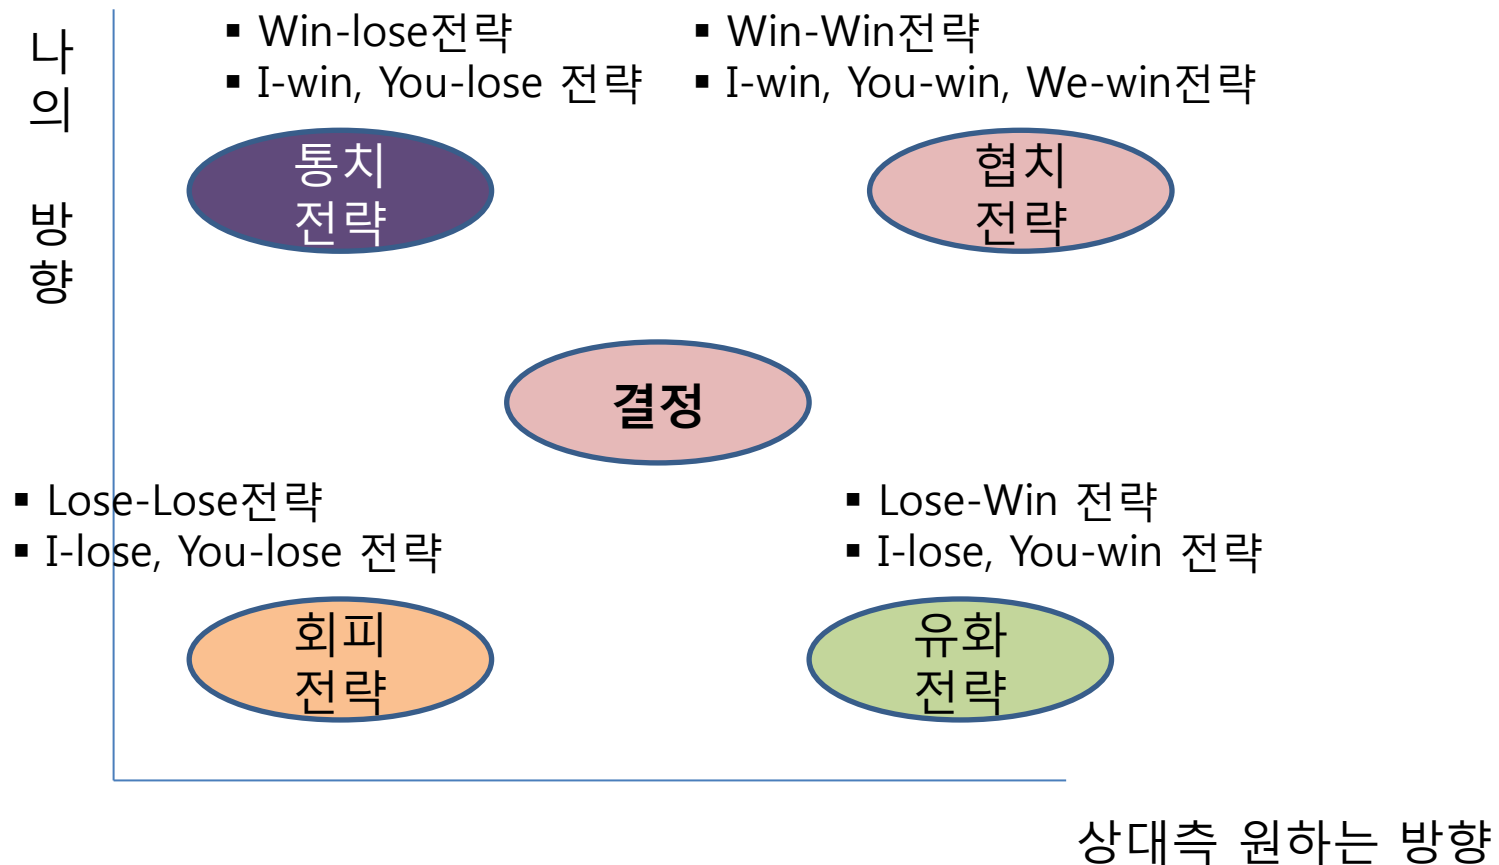 나의 방향
▪ Win-lose전략
▪ I-win, You-lose 전략
▪ Win-Win전략
▪ I-win, You-win, We-win전략
통치
전략
협치
전략
결정
▪ Lose-Lose전략
▪ I-lose, You-lose 전략
▪ Lose-Win 전략
▪ I-lose, You-win 전략
회피
전략
유화
전략
상대측 원하는 방향